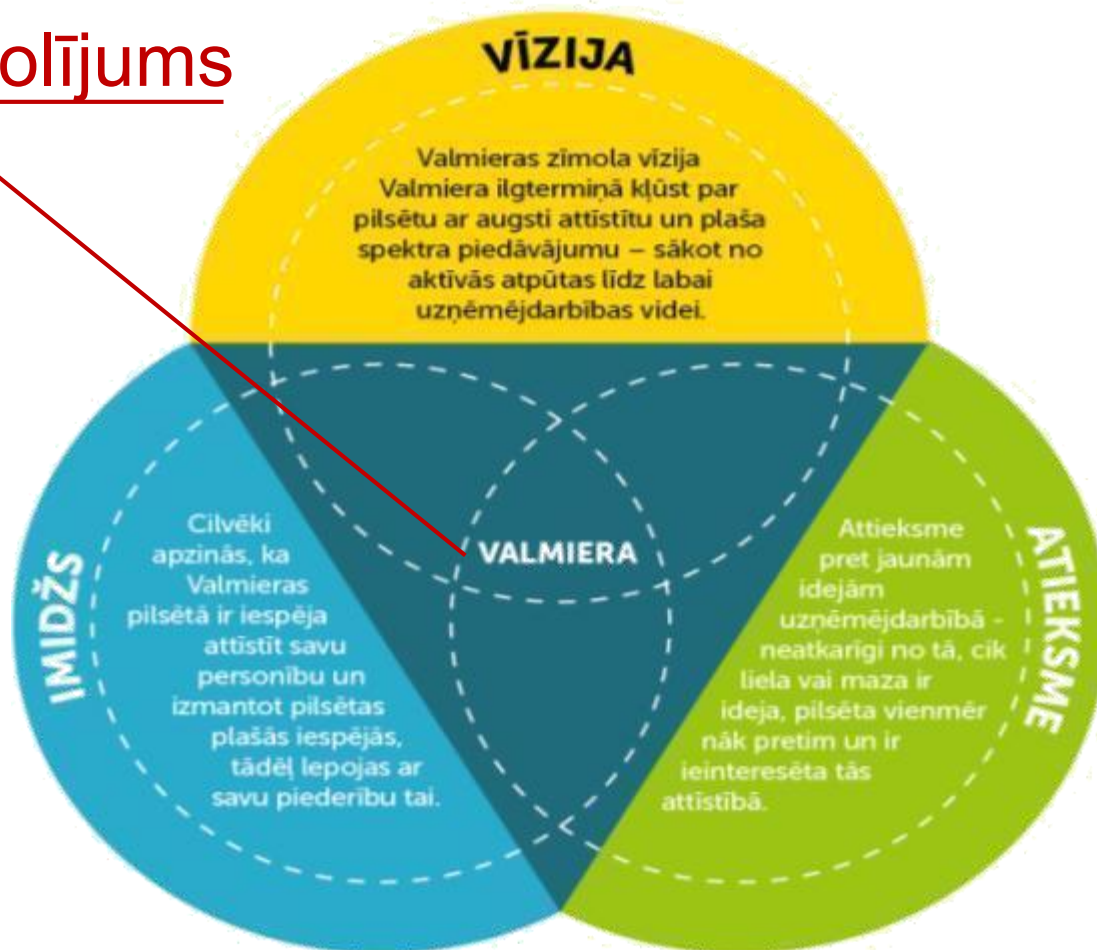 olījums
VĪZIJA
Valmieras zīmola vīzija
Valmiera ilgtermiņā kļūst par
pilsētu ar augsti attīstītu un plaša
spektra piedāvājumu – sākot no
aktīvās atpūtas līdz labai
uzņēmējdarbības videi.
VALMIERA
IMIDŽS
Cilvēki
apzinās, ka
Valmieras
pilsētā ir iespēja
attīstīt savu
personību un
izmantot pilsētas
plašās iespējās,
tādēļ lepojas ar
savu piederību tai.
ATIEKSME
Attieksme
pret jaunām
idejām
uzņēmējdarbībā -
neatkarīgi no tā, cik
liela vai maza ir
ideja, pilsēta vienmēr
nāk pretim un ir
ieinteresēta tās
attīstībā.